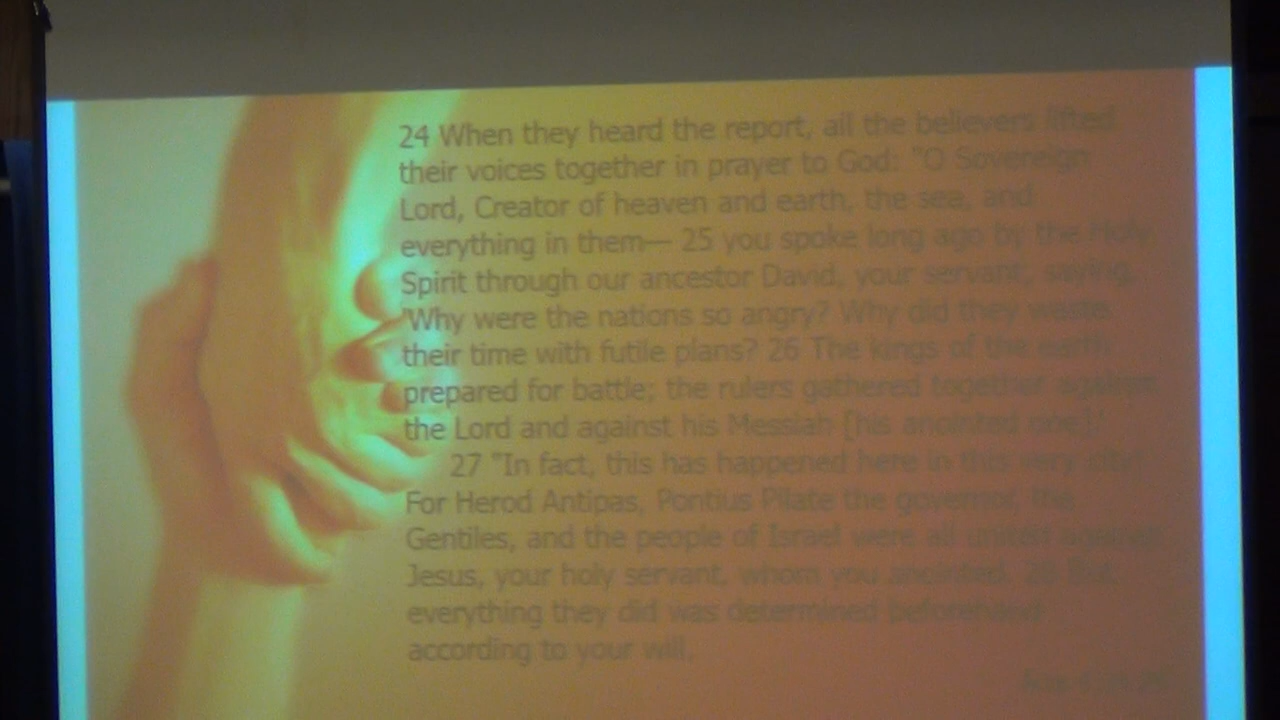 24 When they heard the report, all the believers lifted
their voices together in prayer to God: "O Sovereign
Lord, Creator of heaven and earth, the sea, and
everything in them— 25 you spoke long ago by the Holy
Spirit through our ancestor David, your servant, saying,
'Why were the nations so angry? Why did they waste
their time with futile plans? 26 The kings of the earth
prepared for battle; the rulers gathered together against
the Lord and against his Messiah [his anointed one].'
27 "In fact, this has happened here in this very city!
For Herod Antipas, Pontius Pilate the governor, the
Gentiles, and the people of Israel were all united against
Jesus, your holy servant, whom you anointed. 28 But
everything they did was determined beforehand
according to your will.